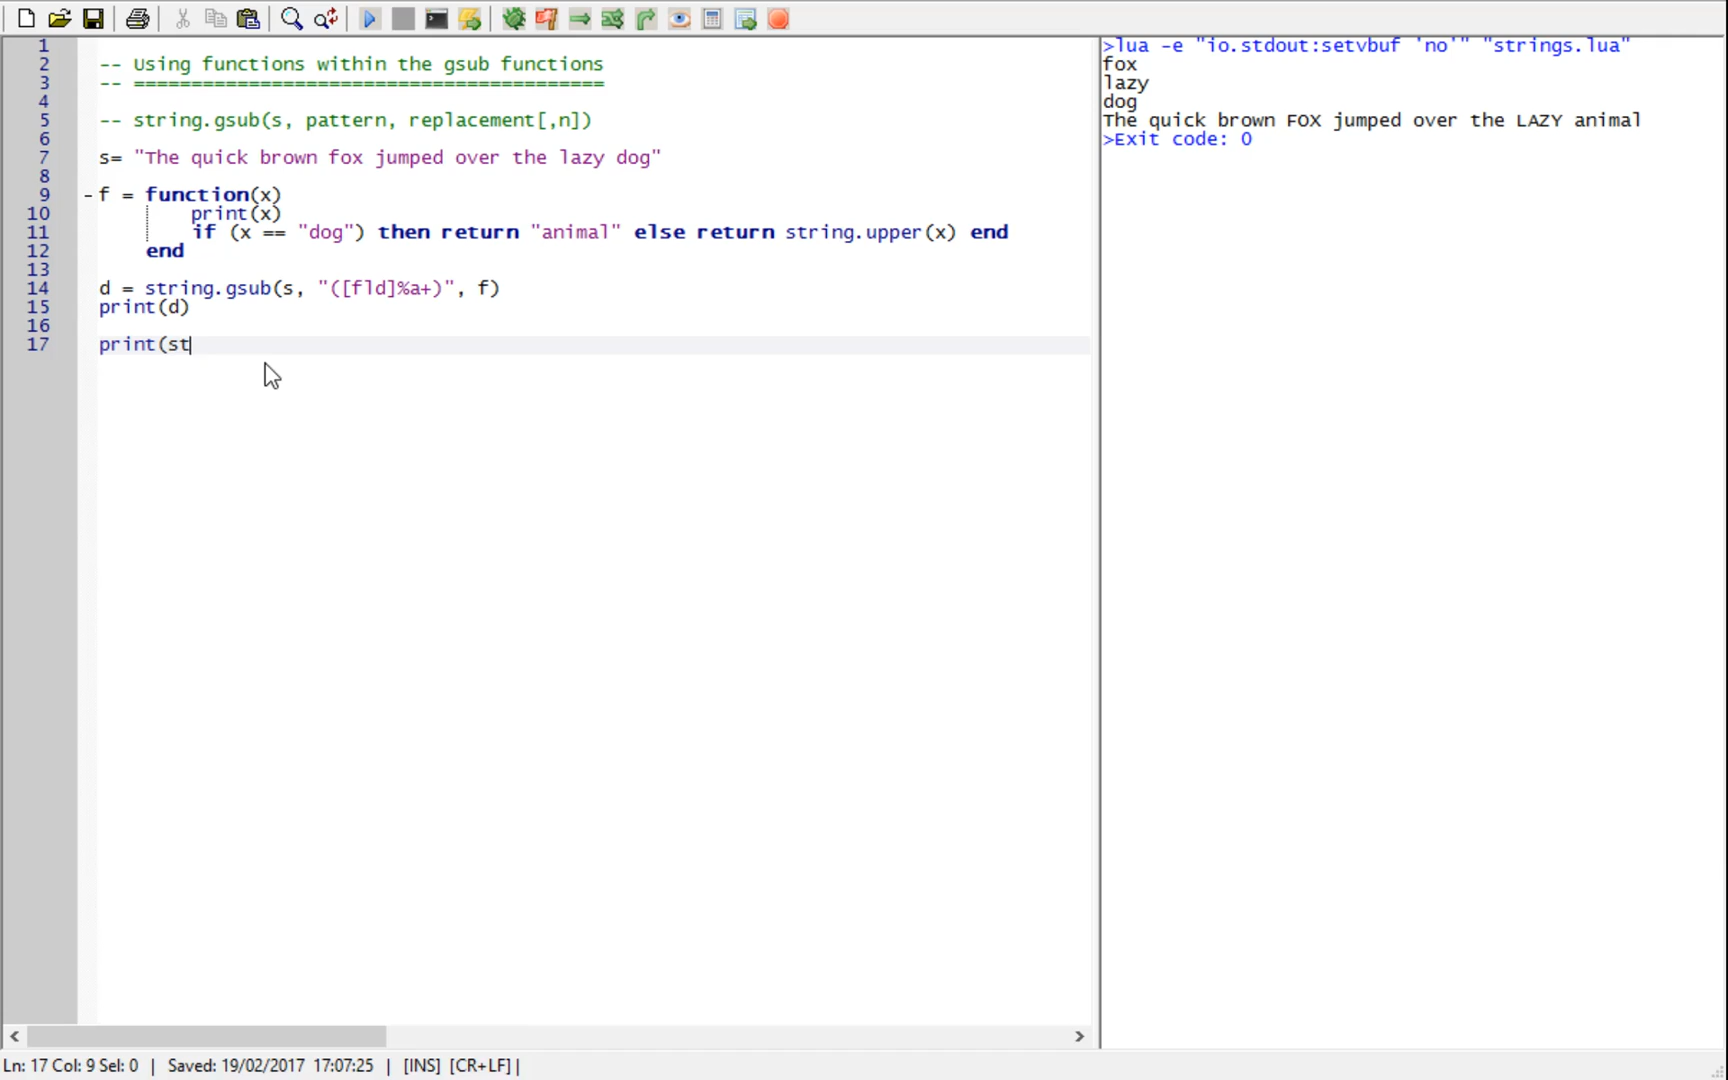 1
2 -- Using functions within the gsub functions
3 -- =========================================
4
5 -- string.gsub(s, pattern, replacement[,n])
6
7 s= "The quick brown fox jumped over the lazy dog"
8
9 -f = function(x)
10 print(x)
11 if (x == "dog") then return "animal" else return string.upper(x) end
12 end
13
14 d = string.gsub(s, "([fld]%a+)", f)
15 print(d)
16
17 print(st
>lua -e "io.stdout:setvbuf 'no'" "strings.lua"
fox
lazy
dog
The quick brown FOX jumped over the LAZY animal
>Exit code: 0
Ln: 17 Col: 9 Sel: 0 | Saved: 19/02/2017 17:07:25 | [INS] [CR+LF] |